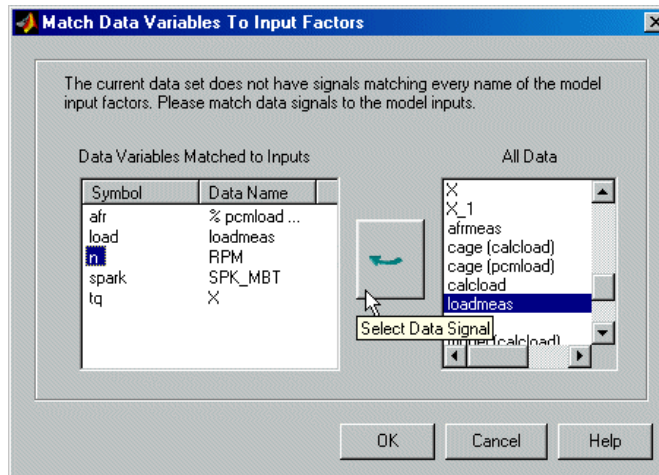 Match Data Variables To Input Factors
The current data set does not have signals matching every name of the model
input factors. Please match data signals to the model inputs.
Data Variables Matched to Inputs
All Data
Symbol Data Name
afr % pcmload ...
load loadmeas
n RPM
spark SPK_MBT
tq X
X
X_1
afrmeas
cage (calcload)
cage (pcmload)
calcload
loadmeas
model (calcload)
Select Data Signal
OK Cancel Help